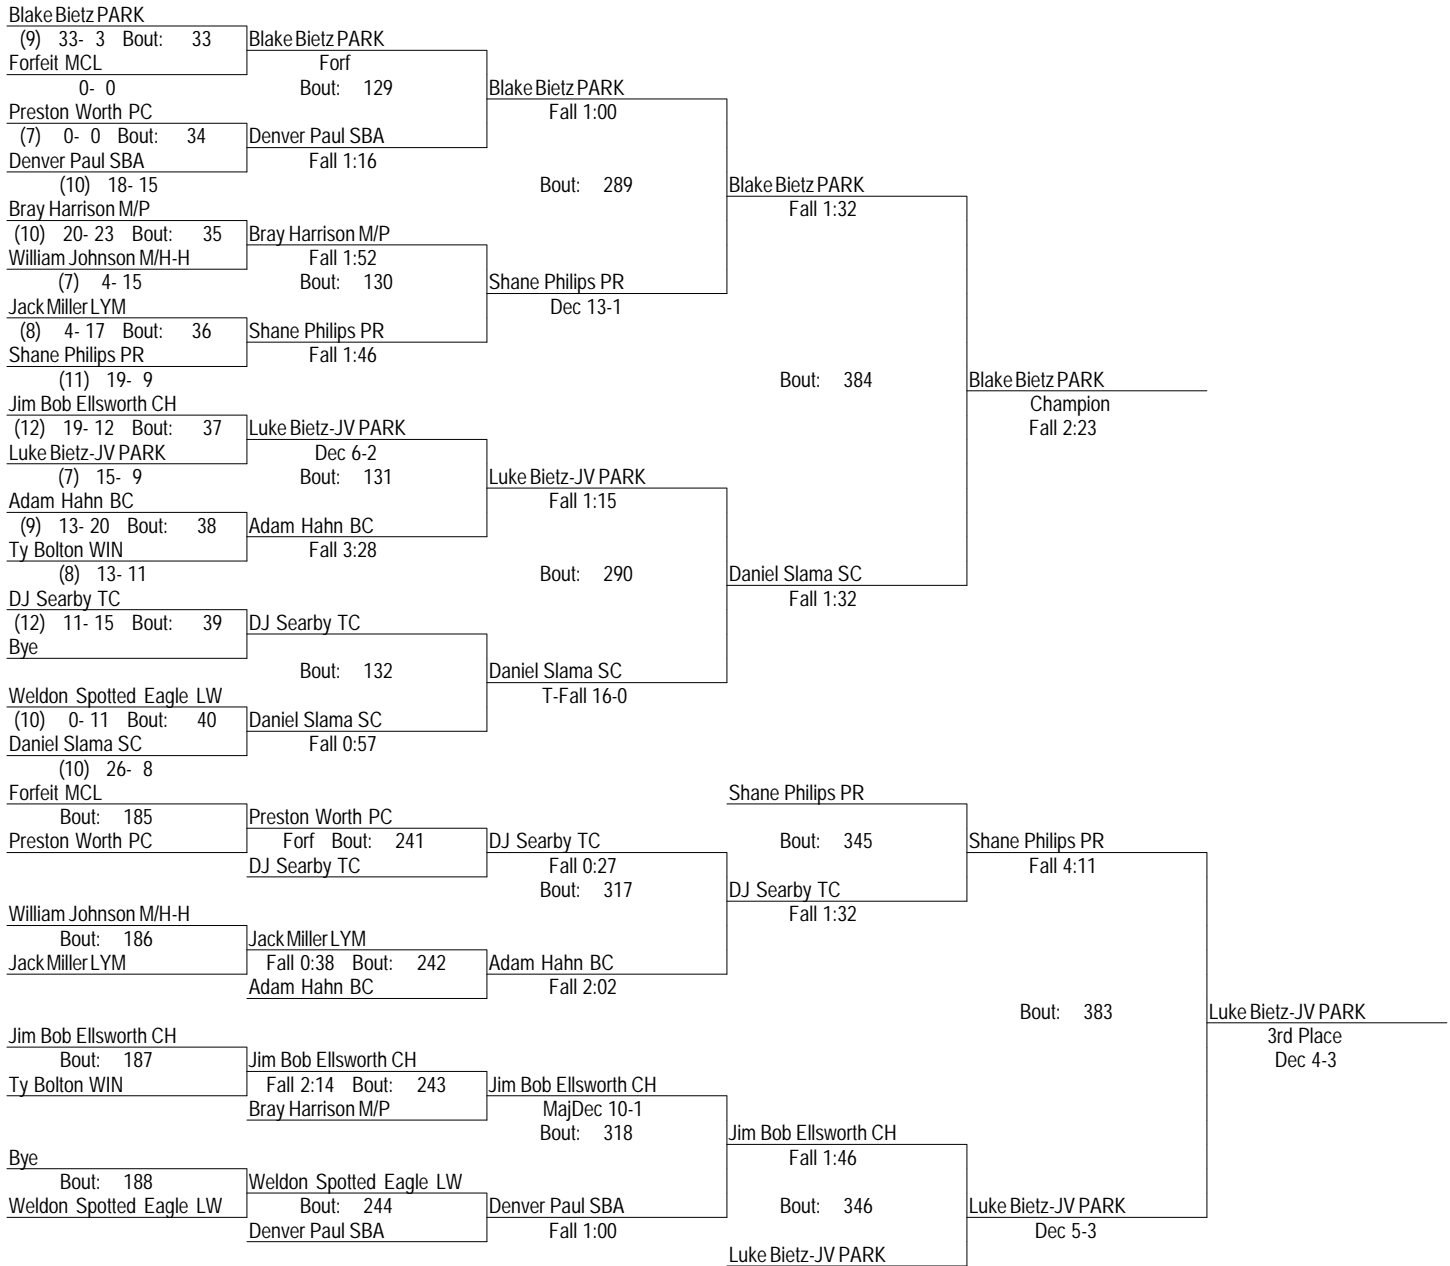 Blake Bietz PARK
(9) 33- 3 Bout: 33 Blake Bietz PARK
Forfeit MCL Forf
0- 0 Bout: 129 Blake Bietz PARK
Preston Worth PC Fall 1:00
(7) 0- 0 Bout: 34 Denver Paul SBA
Denver Paul SBA Fall 1:16
(10) 18- 15 Bout: 289 Blake Bietz PARK
Bray Harrison M/P Fall 1:32
(10) 20- 23 Bout: 35 Bray Harrison M/P
William Johnson M/H-H Fall 1:52
(7) 4- 15 Bout: 130 Shane Philips PR
Jack Miller LYM Dec 13-1
(8) 4- 17 Bout: 36 Shane Philips PR
Shane Philips PR Fall 1:46
(11) 19- 9 Bout: 384 Blake Bietz PARK
Jim Bob Ellsworth CH Champion
(12) 19- 12 Bout: 37 Luke Bietz-JV PARK Fall 2:23
Luke Bietz-JV PARK Dec 6-2
(7) 15- 9 Bout: 131 Luke Bietz-JV PARK
Adam Hahn BC Fall 1:15
(9) 13- 20 Bout: 38 Adam Hahn BC
Ty Bolton WIN Fall 3:28
(8) 13- 11 Bout: 290 Daniel Slama SC
DJ Searby TC Fall 1:32
(12) 11- 15 Bout: 39 DJ Searby TC
Bye
Bout: 132 Daniel Slama SC
Weldon Spotted Eagle LW T-Fall 16-0
(10) 0- 11 Bout: 40 Daniel Slama SC
Daniel Slama SC Fall 0:57
(10) 26- 8
Forfeit MCL Shane Philips PR
Bout: 185 Preston Worth PC
Preston Worth PC Forf Bout: 241 DJ Searby TC Bout: 345 Shane Philips PR
DJ Searby TC Fall 0:27 Fall 4:11
Bout: 317 DJ Searby TC
William Johnson M/H-H Fall 1:32
Bout: 186 Jack Miller LYM
Jack Miller LYM Fall 0:38 Bout: 242 Adam Hahn BC
Adam Hahn BC Fall 2:02
Bout: 383 Luke Bietz-JV PARK
Jim Bob Ellsworth CH 3rd Place
Bout: 187 Jim Bob Ellsworth CH Dec 4-3
Ty Bolton WIN Fall 2:14 Bout: 243 Jim Bob Ellsworth CH
Bray Harrison M/P MajDec 10-1
Bout: 318 Jim Bob Ellsworth CH
Bye Fall 1:46
Bout: 188 Weldon Spotted Eagle LW
Weldon Spotted Eagle LW Bout: 244 Denver Paul SBA Bout: 346 Luke Bietz-JV PARK
Denver Paul SBA Fall 1:00 Dec 5-3
Luke Bietz-JV PARK